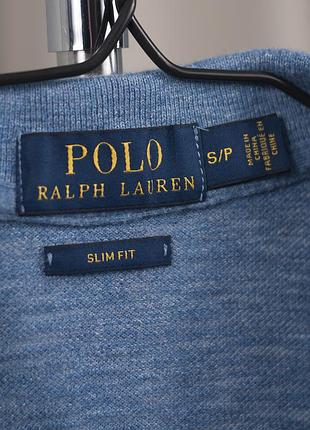 POLO
RALPH LAUREN
S/P
MADE IN
CHINA
FABRIQUÉ EN
CHINE
SLIM FIT